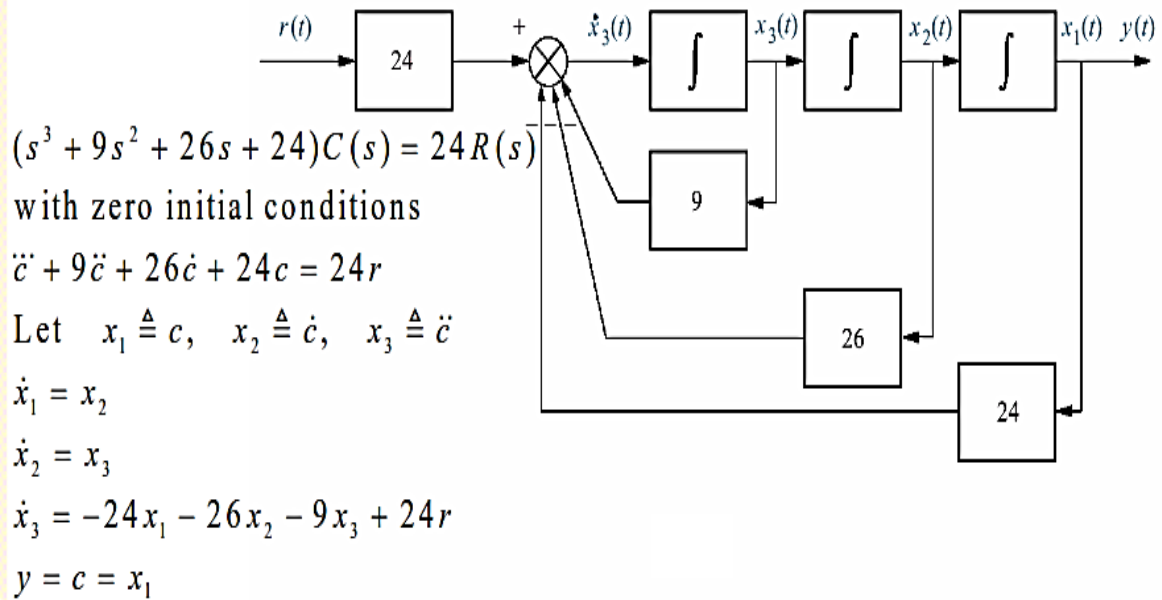 r(t)
24
+
ẋ₃(t)
∫
x₃(t)
∫
x₂(t)
∫
x₁(t) y(t)
− − −
(s³ + 9s² + 26s + 24)C(s) = 24R(s)
9
with zero initial conditions
c⃛ + 9c̈ + 26ċ + 24c = 24r
Let x₁ ≜ c, x₂ ≜ ċ, x₃ ≜ c̈
26
ẋ₁ = x₂
24
ẋ₂ = x₃
ẋ₃ = −24x₁ − 26x₂ − 9x₃ + 24r
y = c = x₁